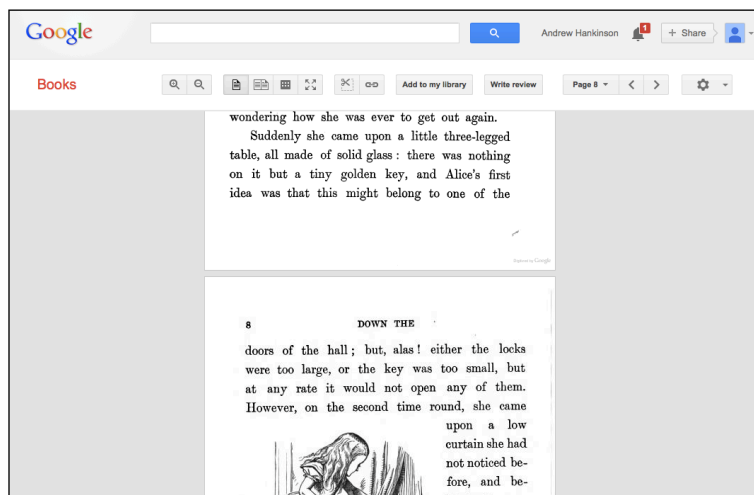 Google
Andrew Hankinson
1
+ Share
Books
Add to my library
Write review
Page 8
wondering how she was ever to get out again.
Suddenly she came upon a little three-legged
table, all made of solid glass : there was nothing
on it but a tiny golden key, and Alice's first
idea was that this might belong to one of the
Digitized by Google
8 DOWN THE
doors of the hall ; but, alas ! either the locks
were too large, or the key was too small, but
at any rate it would not open any of them.
However, on the second time round, she came
upon a low
curtain she had
not noticed be-
fore, and be-